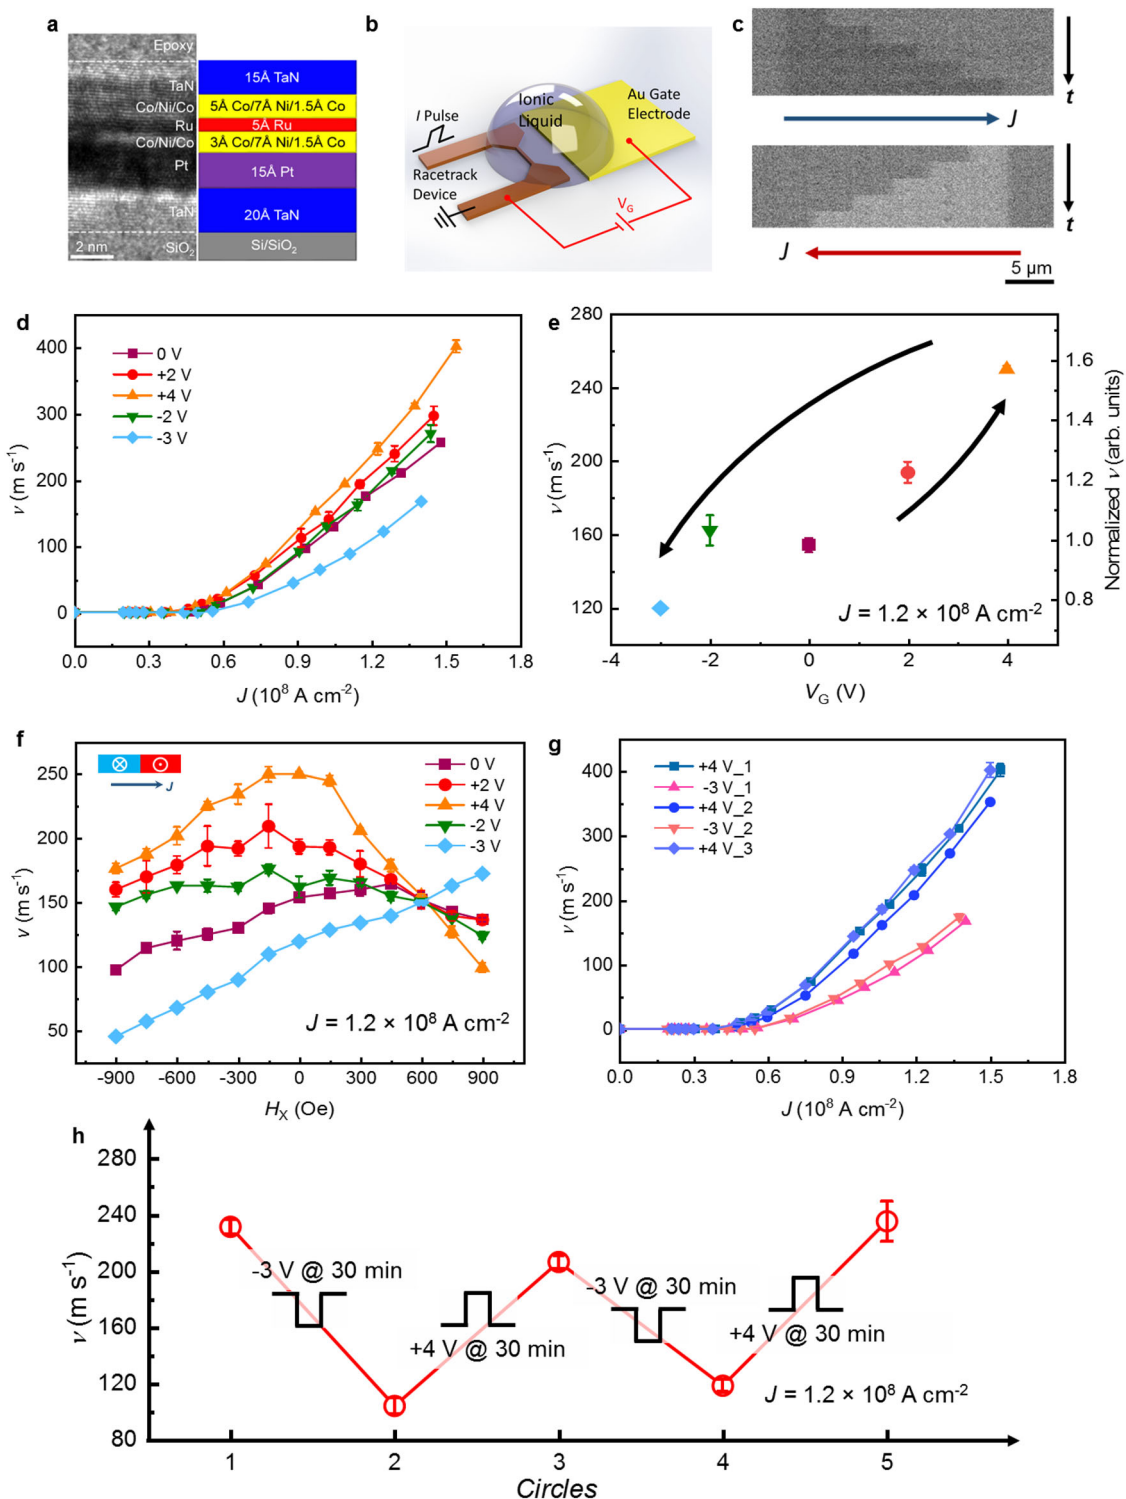 a
Epoxy
TaN
Co/Ni/Co
Ru
Co/Ni/Co
Pt
TaN
SiO2
2 nm
15Å TaN
5Å Co/7Å Ni/1.5Å Co
5Å Ru
3Å Co/7Å Ni/1.5Å Co
15Å Pt
20Å TaN
Si/SiO2
b
I Pulse
Ionic
Liquid
Au Gate
Electrode
Racetrack
Device
VG
c
t
J
t
J
5 µm
d
400
300
200
100
0
0.0 0.3 0.6 0.9 1.2 1.5 1.8
v (m s-1)
J (10^8 A cm-2)
0 V
+2 V
+4 V
-2 V
-3 V
e
280
240
200
160
120
-4 -2 0 2 4
v (m s-1)
VG (V)
1.6
1.4
1.2
1.0
0.8
Normalized v (arb. units)
J = 1.2 × 10^8 A cm-2
f
J
250
200
150
100
50
-900 -600 -300 0 300 600 900
v (m s-1)
HX (Oe)
0 V
+2 V
+4 V
-2 V
-3 V
J = 1.2 × 10^8 A cm-2
g
+4 V_1
-3 V_1
+4 V_2
-3 V_2
+4 V_3
400
300
200
100
0
0.0 0.3 0.6 0.9 1.2 1.5 1.8
v (m s-1)
J (10^8 A cm-2)
h
280
240
200
160
120
80
v (m s-1)
-3 V @ 30 min
+4 V @ 30 min
-3 V @ 30 min
+4 V @ 30 min
J = 1.2 × 10^8 A cm-2
1 2 3 4 5
Circles